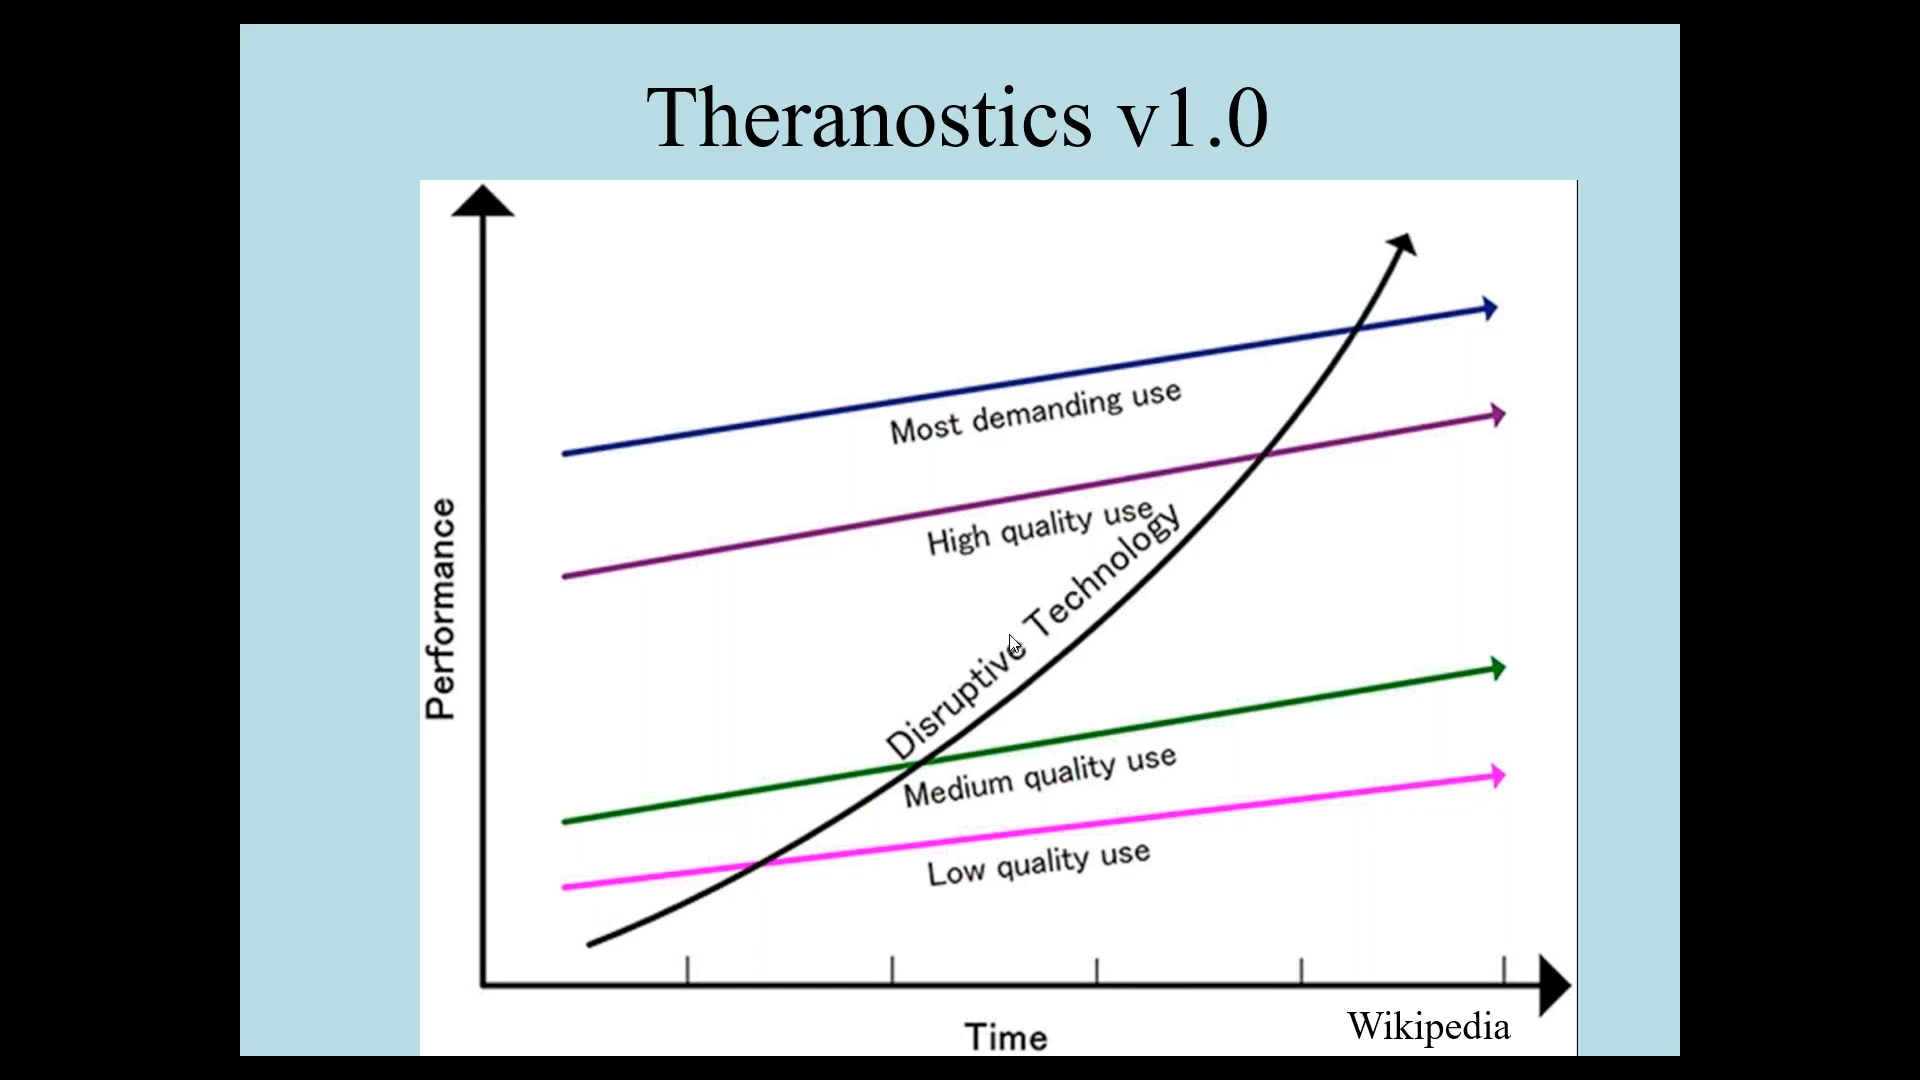 Theranostics v1.0
Most demanding use
High quality use
Disruptive Technology
Performance
Medium quality use
Low quality use
Wikipedia
Time